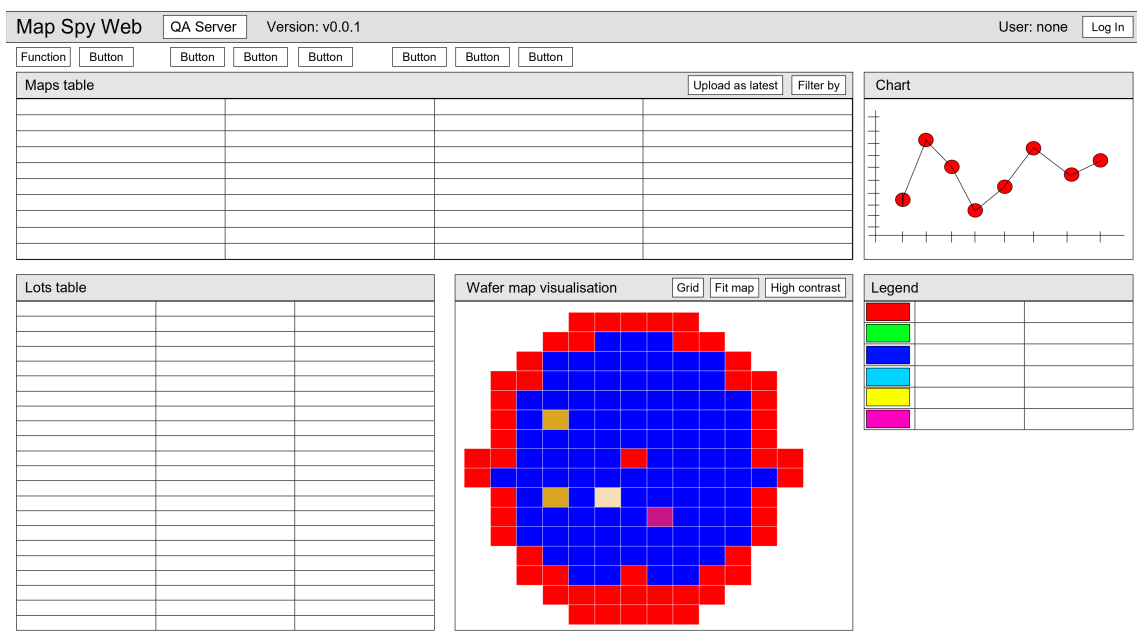 Map Spy Web QA Server Version: v0.0.1 User: none Log In
Function Button Button Button Button Button Button Button
Maps table Upload as latest Filter by
Chart
Lots table
Wafer map visualisation Grid Fit map High contrast
Legend